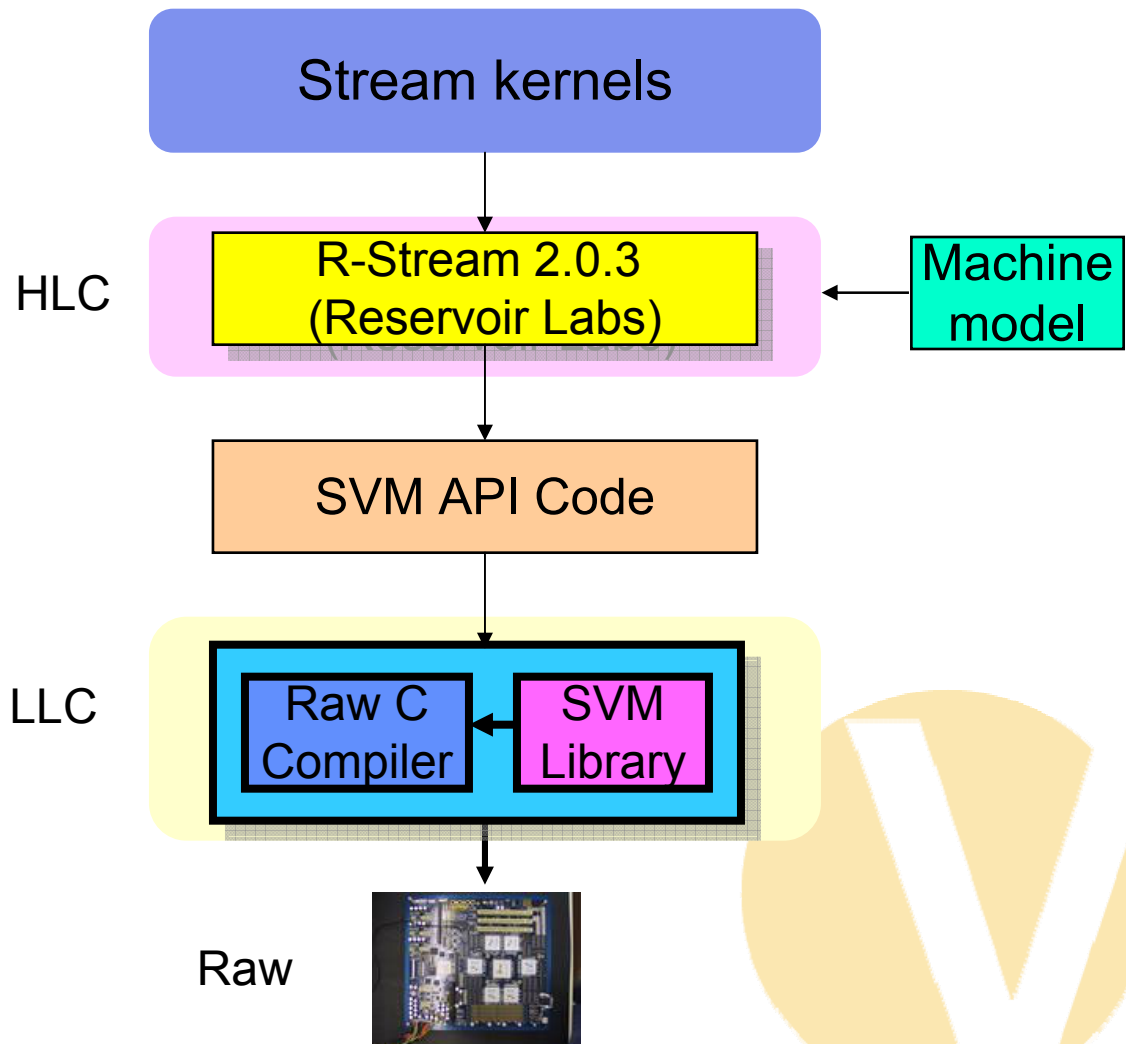 Stream kernels
HLC
R-Stream 2.0.3
(Reservoir Labs)
Machine
model
SVM API Code
LLC
Raw C
Compiler
SVM
Library
Raw